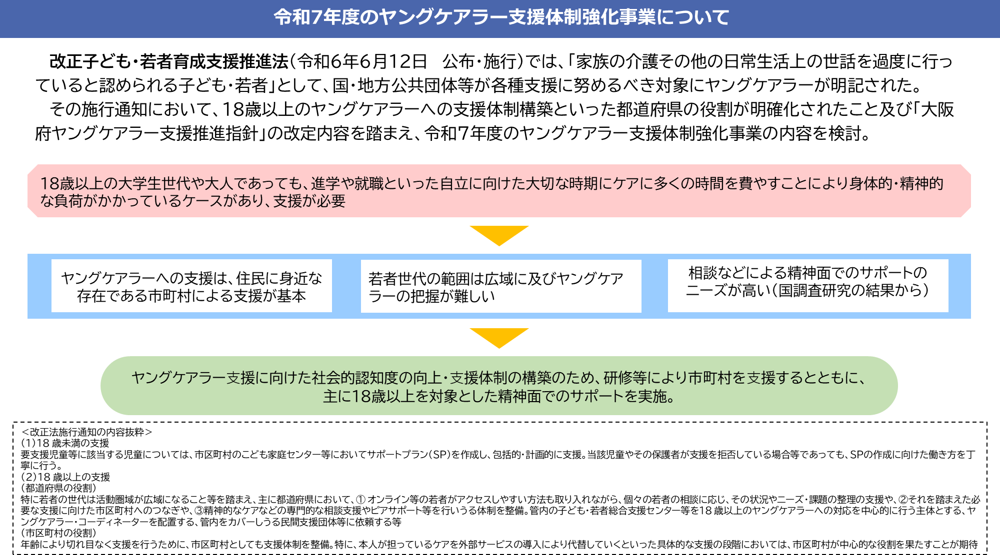 令和7年度のヤングケアラー支援体制強化事業について
改正子ども・若者育成支援推進法（令和６年６月１２日　公布・施行）では、「家族の介護その他の日常生活上の世話を過度に行っ
ていると認められる子ども・若者」として、国・地方公共団体等が各種支援に努めるべき対象にヤングケアラーが明記された。
その施行通知において、１８歳以上のヤングケアラーへの支援体制構築といった都道府県の役割が明確化されたこと及び「大阪
府ヤングケアラー支援推進指針」の改定内容を踏まえ、令和７年度のヤングケアラー支援体制強化事業の内容を検討。
１８歳以上の大学生世代や大人であっても、進学や就職といった自立に向けた大切な時期にケアに多くの時間を費やすことにより身体的・精神的
な負荷がかかっているケースがあり、支援が必要
ヤングケアラーへの支援は、住民に身近な
存在である市町村による支援が基本
若者世代の範囲は広域に及びヤングケア
ラーの把握が難しい
相談などによる精神面でのサポートの
ニーズが高い（国調査研究の結果から）
ヤングケアラー支援に向けた社会的認知度の向上・支援体制の構築のため、研修等により市町村を支援するとともに、
主に１８歳以上を対象とした精神面でのサポートを実施。
＜改正法施行通知の内容抜粋＞
（１）18 歳未満の支援
要支援児童等に該当する児童については、市区町村のこども家庭センター等においてサポートプラン（SP）を作成し、包括的・計画的に支援。当該児童やその保護者が支援を拒否している場合等であっても、SPの作成に向けた働き方を丁
寧に行う。
（２）18 歳以上の支援
（都道府県の役割）
特に若者の世代は活動圏域が広域になること等を踏まえ、主に都道府県において、① オンライン等の若者がアクセスしやすい方法も取り入れながら、個々の若者の相談に応じ、その状況やニーズ・課題の整理の支援や、②それを踏まえた必
要な支援に向けた市区町村へのつなぎや、③精神的なケアなどの専門的な相談支援やピアサポート等を行いうる体制を整備。管内の子ども・若者総合支援センター等を18 歳以上のヤングケアラーへの対応を中心的に行う主体とする、ヤ
ングケアラー・コーディネーターを配置する、管内をカバーしうる民間支援団体等に依頼する等
（市区町村の役割）
年齢により切れ目なく支援を行うために、市区町村としても支援体制を整備。特に、本人が担っているケアを外部サービスの導入により代替していくといった具体的な支援の段階においては、市区町村が中心的な役割を果たすことが期待